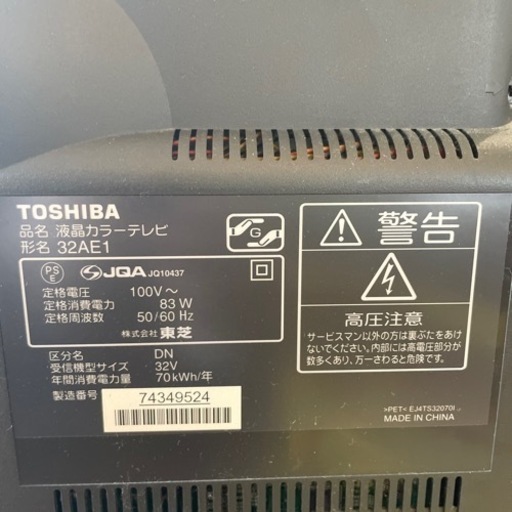 TOSHIBA
品名 液晶カラーテレビ
形名 32AE1
G
PS
E
JQA JQ10437
定格電圧 100V～
定格消費電力 83 W
定格周波数 50/60 Hz
株式会社 東芝
区分名 DN
受信機型サイズ 32V
年間消費電力量 70kWh/年
製造番号 74349524
警告
高圧注意
サービスマン以外の方は裏ぶたをあけ
ないでください。内部には高電圧部分が
数多くあり、万一さわると危険です。
>PET< EJ4TS32070I
MADE IN CHINA